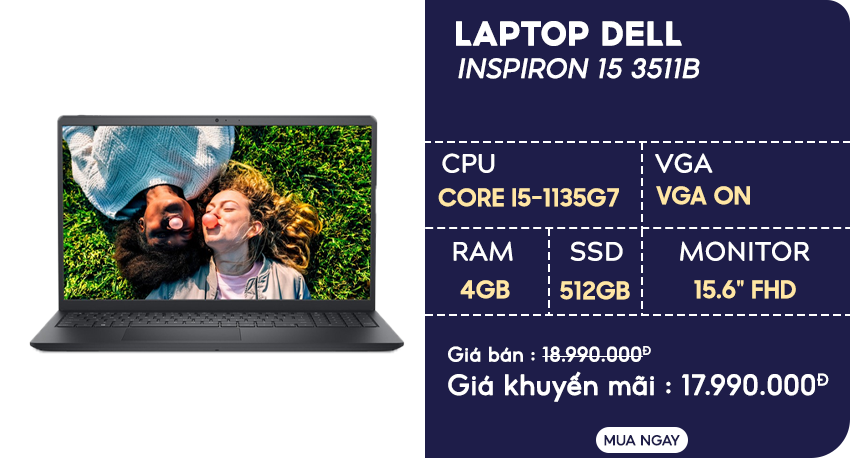 LAPTOP DELL
INSPIRON 15 3511B
CPU
CORE I5-1135G7
VGA
VGA ON
RAM
4GB
SSD
512GB
MONITOR
15.6" FHD
Giá bán : 18.990.000Đ
Giá khuyến mãi : 17.990.000Đ
MUA NGAY